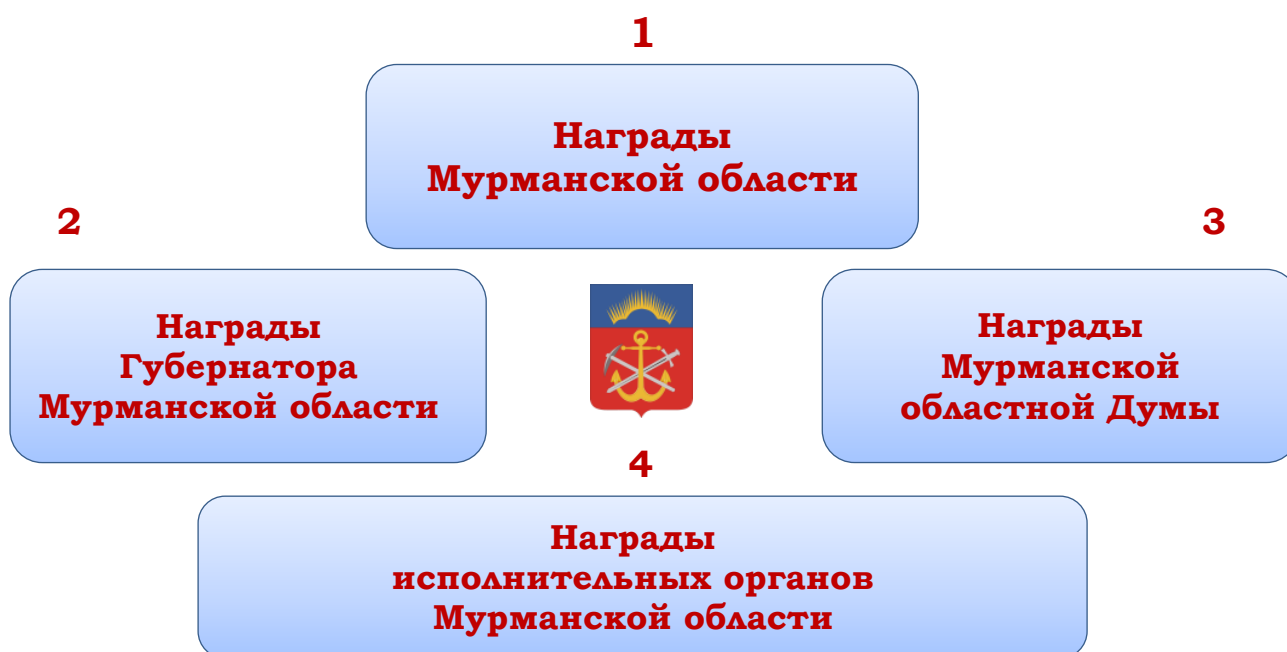 1
Награды
Мурманской области
2
Награды
Губернатора
Мурманской области
3
Награды
Мурманской
областной Думы
4
Награды
исполнительных органов
Мурманской области